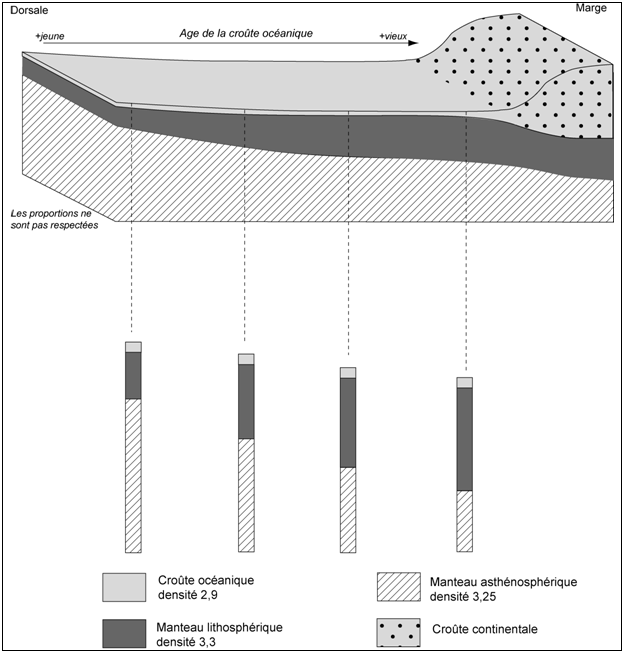 Dorsale
Marge
+jeune
Age de la croûte océanique
+vieux
Les proportions ne
sont pas respectées
Croûte océanique
densité 2,9
Manteau asthénosphérique
densité 3,25
Manteau lithosphérique
densité 3,3
Croûte continentale